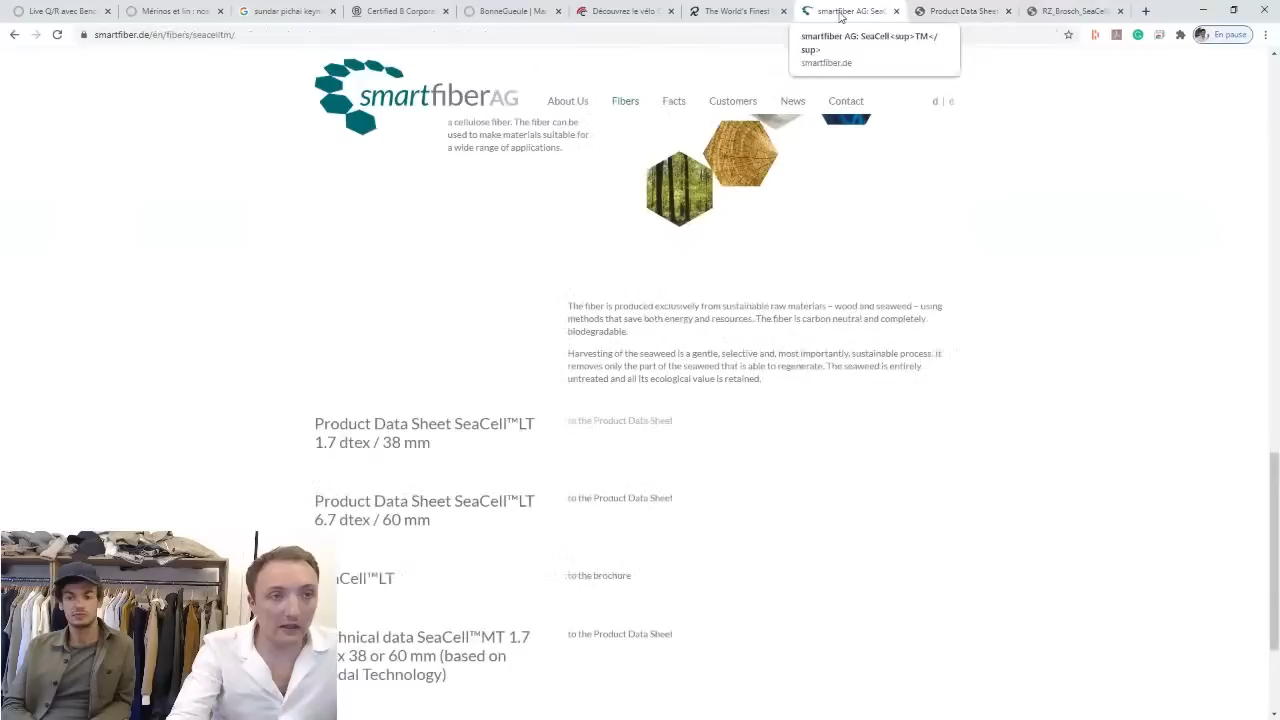 Live Q/R avec Benc
Mérinos et lin : nos
sundar pichai keyn
Certified B Corpora
BonneGueule | Ma
Découvrez le vélo É
The World's Finest
smartfiber AG: SeaC
Product Data Sheet
RZ_Brosch_SeaCell
smartfiber.de/en/fibers/seacelltm/
En pause
smartfiber AG: SeaCell<sup>TM</
sup>
smartfiber.de
smartfiberAG
About Us
Fibers
Facts
Customers
News
Contact
d | e
a cellulose fiber. The fiber can be
used to make materials suitable for
a wide range of applications.
The fiber is produced exclusively from sustainable raw materials – wood and seaweed – using
methods that save both energy and resources. The fiber is carbon neutral and completely
biodegradable.
Harvesting of the seaweed is a gentle, selective and, most importantly, sustainable process. It
removes only the part of the seaweed that is able to regenerate. The seaweed is entirely
untreated and all its ecological value is retained.
Product Data Sheet SeaCell™LT
1.7 dtex / 38 mm
to the Product Data Sheet
Product Data Sheet SeaCell™LT
6.7 dtex / 60 mm
to the Product Data Sheet
aCell™LT
to the brochure
hnical data SeaCell™MT 1.7
x 38 or 60 mm (based on
dal Technology)
to the Product Data Sheet